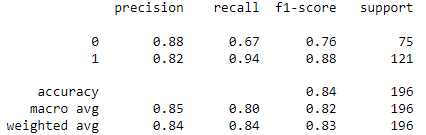 precision recall f1-score support
0 0.88 0.67 0.76 75
1 0.82 0.94 0.88 121
accuracy 0.84 196
macro avg 0.85 0.80 0.82 196
weighted avg 0.84 0.84 0.83 196